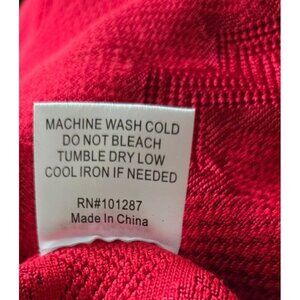 MACHINE WASH COLD
DO NOT BLEACH
TUMBLE DRY LOW
COOL IRON IF NEEDED
RN#101287
Made In China